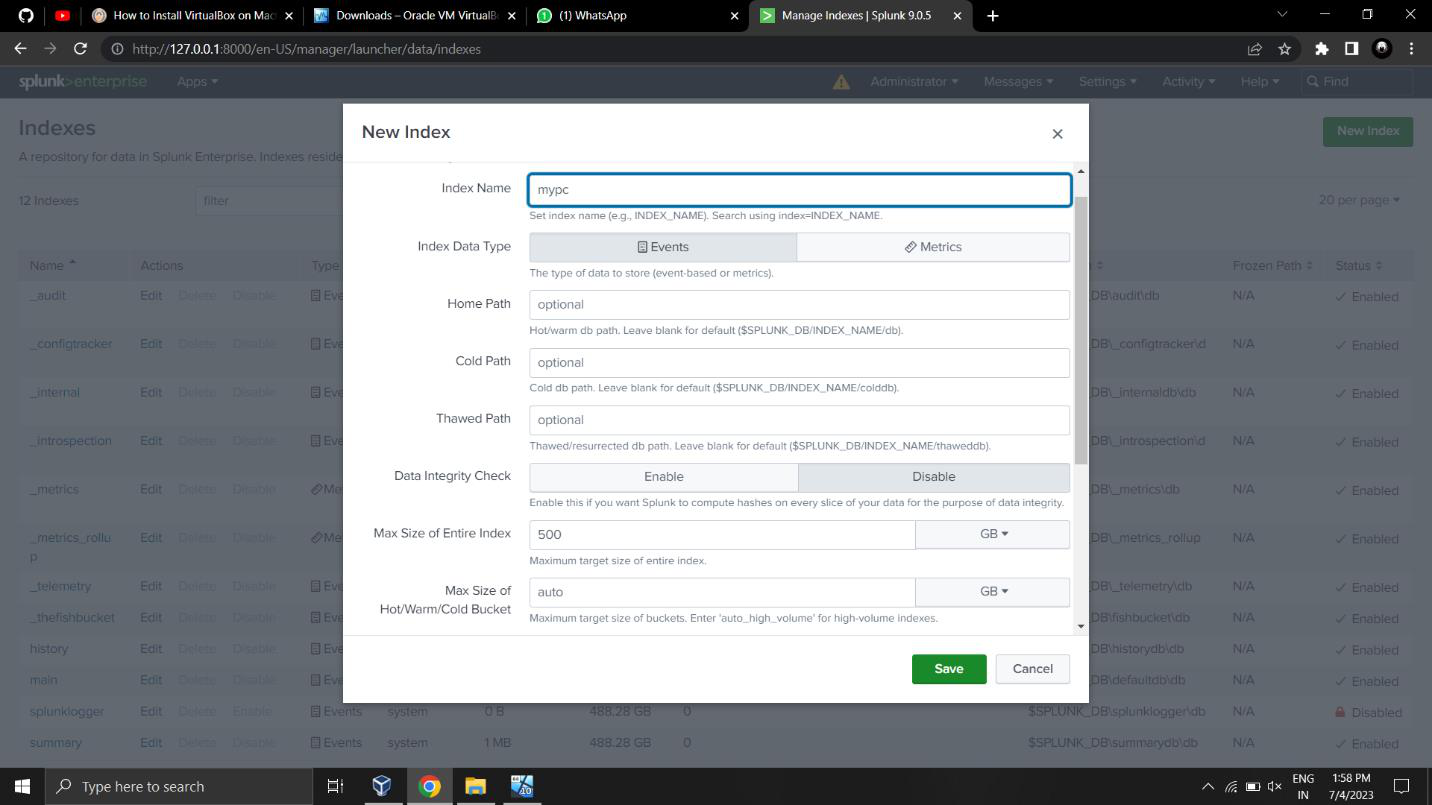 How to Install VirtualBox on Mac
Downloads – Oracle VM VirtualB
(1) WhatsApp
Manage Indexes | Splunk 9.0.5
http://127.0.0.1:8000/en-US/manager/launcher/data/indexes
splunk>enterprise Apps Administrator Messages Settings Activity Help Find
Indexes
New Index
A repository for data in Splunk Enterprise. Indexes reside
12 Indexes filter 20 per page
Name Actions Type Frozen Path Status
_audit Edit Delete Disable Eve _DB\audit\db N/A Enabled
_configtracker Edit Delete Disable Eve _DB\_configtracker\d N/A Enabled
_internal Edit Delete Disable Eve _DB\_internaldb\db N/A Enabled
_introspection Edit Delete Disable Eve _DB\_introspection\d N/A Enabled
_metrics Edit Delete Disable Me _DB\_metrics\db N/A Enabled
_metrics_rollu
p Edit Delete Disable Me _DB\_metrics_rollup N/A Enabled
_telemetry Edit Delete Disable Eve _DB\_telemetry\db N/A Enabled
_thefishbucket Edit Delete Disable Eve _DB\fishbucket\db N/A Enabled
history Edit Delete Disable Eve _DB\historydb\db N/A Enabled
main Edit Delete Disable Eve _DB\defaultdb\db N/A Enabled
splunklogger Edit Delete Enable Events system 0 B 488.28 GB 0 $SPLUNK_DB\splunklogger\db N/A Disabled
summary Edit Delete Disable Events system 1 MB 488.28 GB 0 $SPLUNK_DB\summarydb\db N/A Enabled
New Index
Index Name mypc
Set index name (e.g., INDEX_NAME). Search using index=INDEX_NAME.
Index Data Type Events Metrics
The type of data to store (event-based or metrics).
Home Path optional
Hot/warm db path. Leave blank for default ($SPLUNK_DB/INDEX_NAME/db).
Cold Path optional
Cold db path. Leave blank for default ($SPLUNK_DB/INDEX_NAME/colddb).
Thawed Path optional
Thawed/resurrected db path. Leave blank for default ($SPLUNK_DB/INDEX_NAME/thaweddb).
Data Integrity Check Enable Disable
Enable this if you want Splunk to compute hashes on every slice of your data for the purpose of data integrity.
Max Size of Entire Index 500 GB
Maximum target size of entire index.
Max Size of
Hot/Warm/Cold Bucket auto GB
Maximum target size of buckets. Enter 'auto_high_volume' for high-volume indexes.
Save Cancel
Type here to search
ENG
IN
1:58 PM
7/4/2023